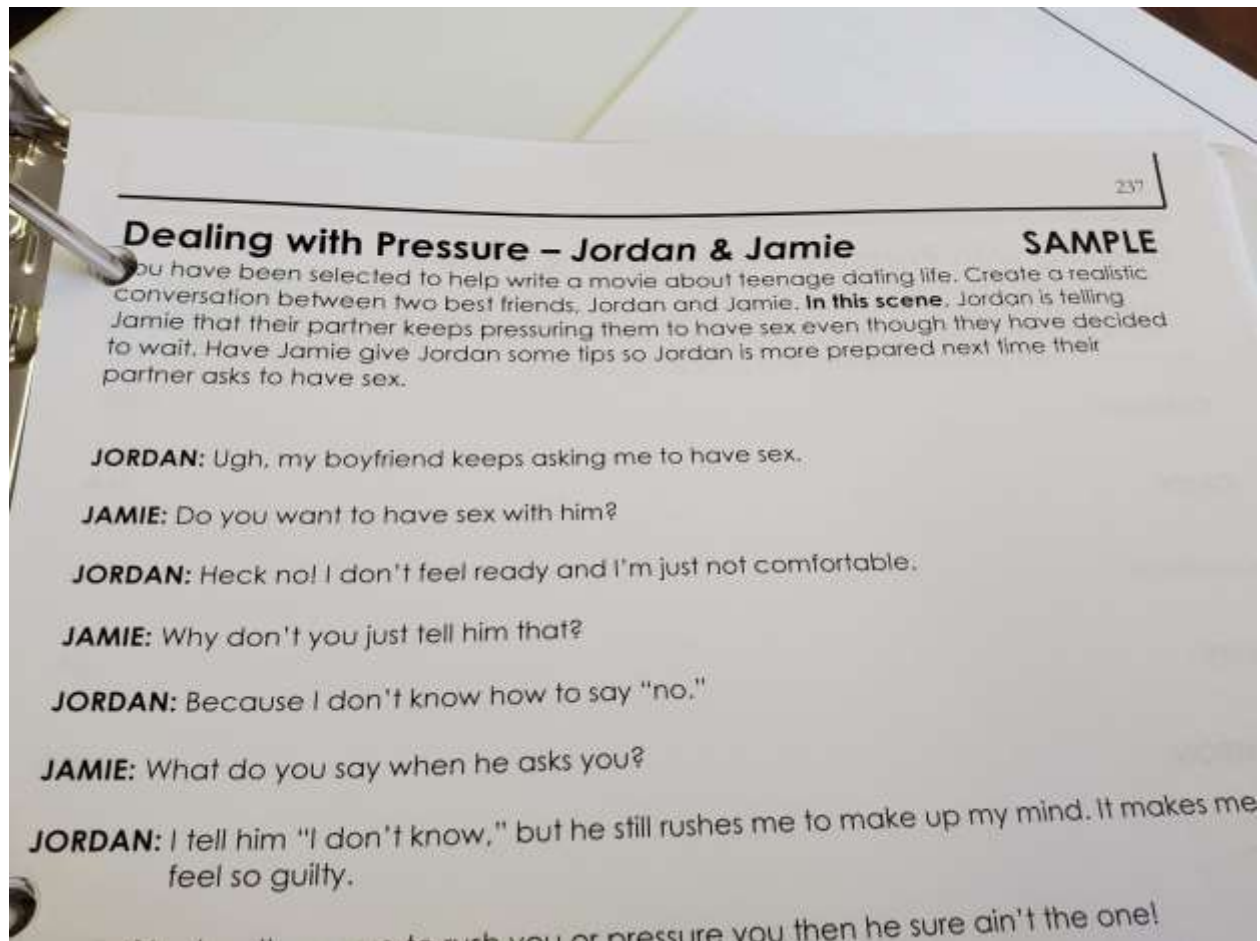 237
Dealing with Pressure – Jordan & Jamie SAMPLE
ou have been selected to help write a movie about teenage dating life. Create a realistic
conversation between two best friends, Jordan and Jamie. In this scene, Jordan is telling
Jamie that their partner keeps pressuring them to have sex even though they have decided
to wait. Have Jamie give Jordan some tips so Jordan is more prepared next time their
partner asks to have sex.
JORDAN: Ugh, my boyfriend keeps asking me to have sex.
JAMIE: Do you want to have sex with him?
JORDAN: Heck no! I don't feel ready and I'm just not comfortable.
JAMIE: Why don't you just tell him that?
JORDAN: Because I don't know how to say “no.”
JAMIE: What do you say when he asks you?
JORDAN: I tell him “I don't know,” but he still rushes me to make up my mind. It makes me
feel so guilty.
you or pressure you then he sure ain't the one!